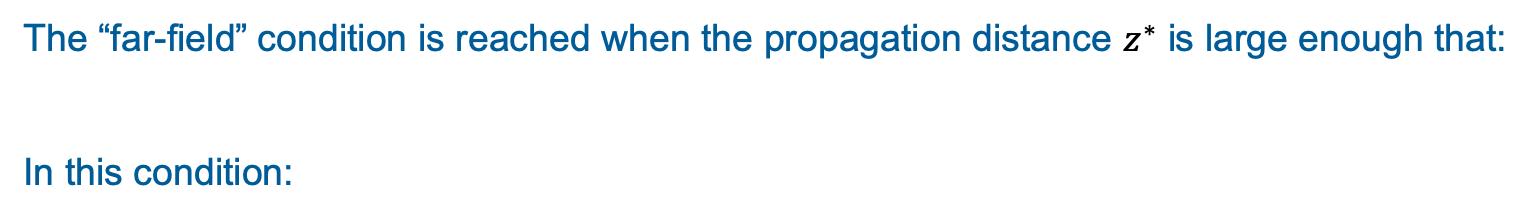 The “far-field” condition is reached when the propagation distance z* is large enough that:
In this condition: